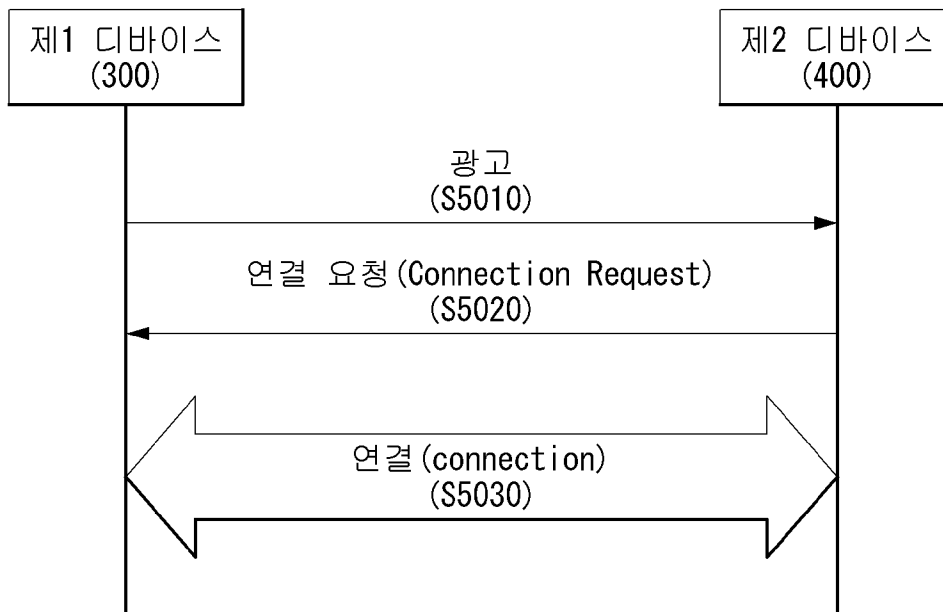 제1 디바이스
(300)
제2 디바이스
(400)
광고
(S5010)
연결 요청(Connection Request)
(S5020)
연결(connection)
(S5030)